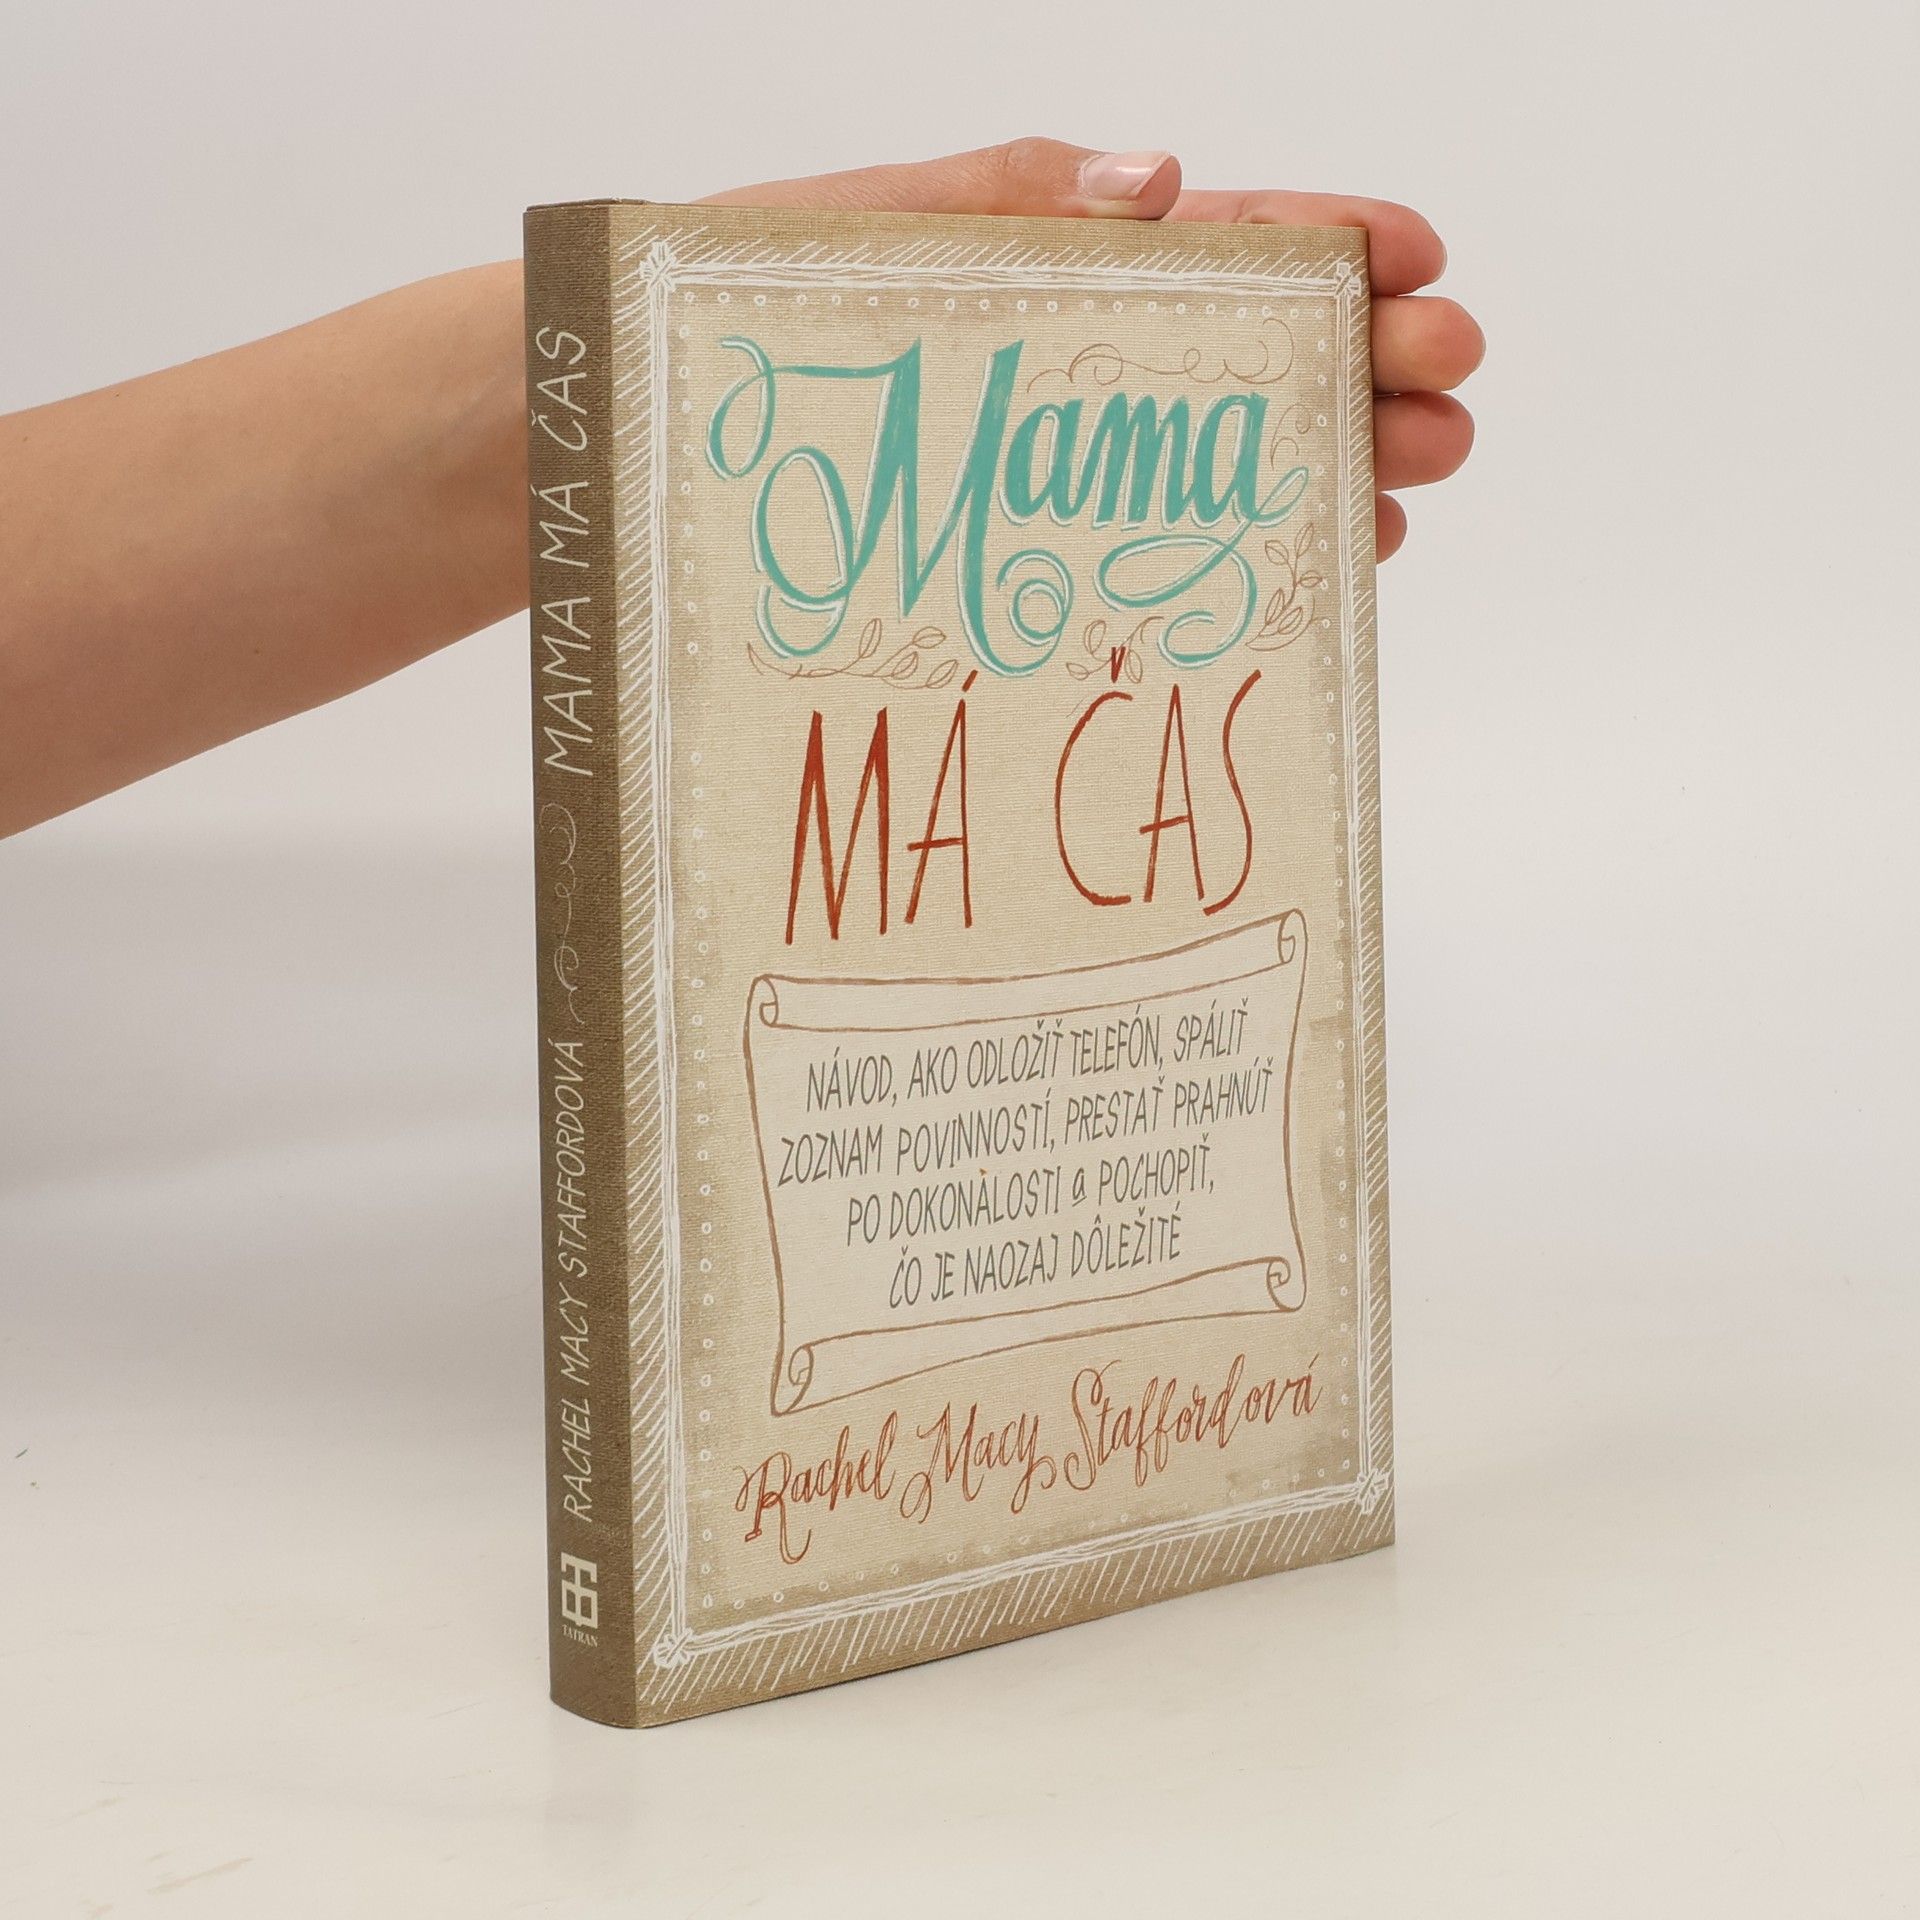 Mama
MÁ ČAS
NÁVOD, AKO ODLOŽIŤ TELEFÓN, SPÁLIŤ
ZOZNAM POVINNOSTÍ, PRESTAŤ PRAHNÚŤ
PO DOKONALOSTI a POCHOPIŤ,
ČO JE NAOZAJ DÔLEŽITÉ
Rachel Macy Staffordová
RACHEL MACY STAFFORDOVÁ MAMA MÁ ČAS
TATRAN